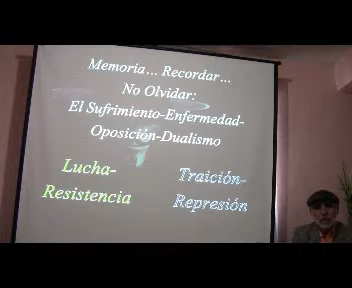 Memoria... Recordar...
No Olvidar:
El Sufrimiento-Enfermedad-
Oposición-Dualismo
Lucha-
Resistencia
Traición-
Represión